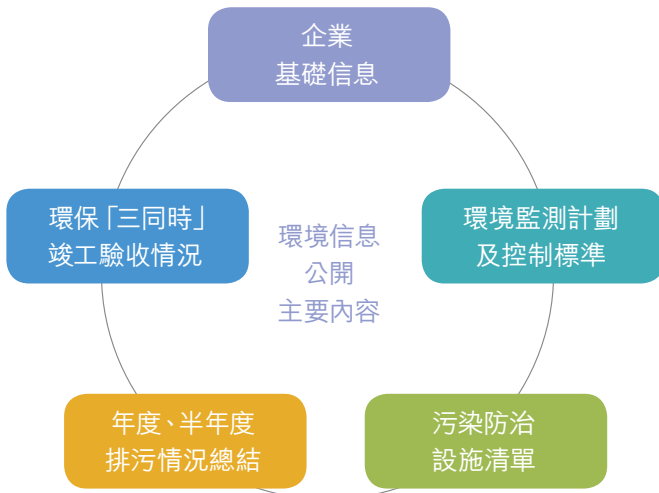 企業
基礎信息
環保「三同時」
竣工驗收情況
環境信息
公開
主要內容
環境監測計劃
及控制標準
年度、半年度
排污情況總結
污染防治
設施清單